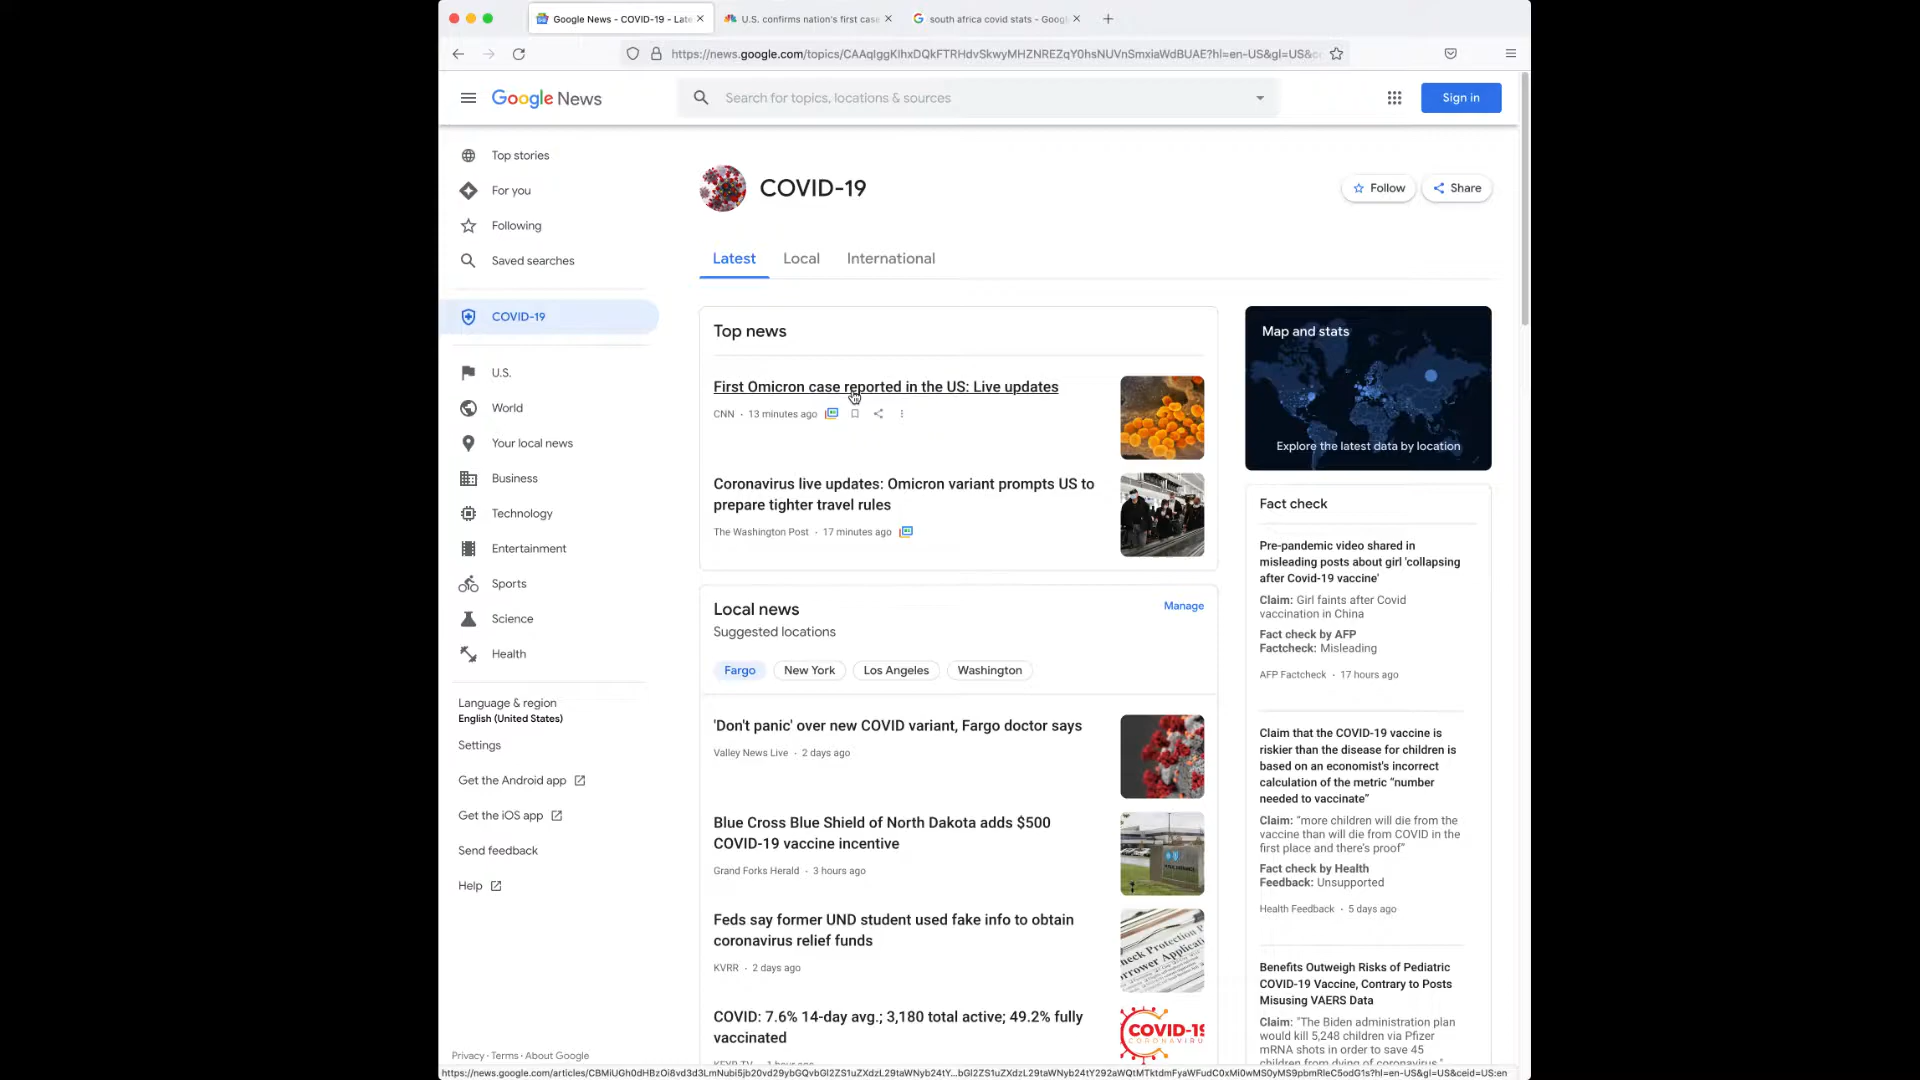 Google News - COVID-19 - Late
U.S. confirms nation's first case
south africa covid stats - Googl
https://news.google.com/topics/
Google News
Search for topics, locations & sources
Sign in
Top stories
For you
Following
Saved searches
COVID-19
U.S.
World
Your local news
Business
Technology
Entertainment
Sports
Science
Health
Language & region
English (United States)
Settings
Get the Android app
Get the iOS app
Send feedback
Help
Privacy · Terms · About Google
COVID-19
Follow
Share
Latest
Local
International
Top news
First Omicron case reported in the US: Live updates
CNN · 13 minutes ago
Coronavirus live updates: Omicron variant prompts US to
prepare tighter travel rules
The Washington Post · 17 minutes ago
Local news
Manage
Suggested locations
Fargo
New York
Los Angeles
Washington
'Don't panic' over new COVID variant, Fargo doctor says
Valley News Live · 2 days ago
Blue Cross Blue Shield of North Dakota adds $500
COVID-19 vaccine incentive
Grand Forks Herald · 3 hours ago
Feds say former UND student used fake info to obtain
coronavirus relief funds
KVRR · 2 days ago
COVID: 7.6% 14-day avg.; 3,180 total active; 49.2% fully
vaccinated
COVID-19
Map and stats
Explore the latest data by location
Fact check
Pre-pandemic video shared in
misleading posts about girl 'collapsing
after Covid-19 vaccine'
Claim: Girl faints after Covid
vaccination in China
Fact check by AFP
Factcheck: Misleading
AFP Factcheck · 17 hours ago
Claim that the COVID-19 vaccine is
riskier than the disease for children is
based on an economist's incorrect
calculation of the metric "number
needed to vaccinate"
Claim: "more children will die from the
vaccine than will die from COVID in the
first place and there's proof"
Fact check by Health
Feedback: Unsupported
Health Feedback · 5 days ago
Benefits Outweigh Risks of Pediatric
COVID-19 Vaccine, Contrary to Posts
Misusing VAERS Data
Claim: "The Biden administration plan
would kill 5,248 children via Pfizer
mRNA shots in order to save 45
children from dying of coronavirus."